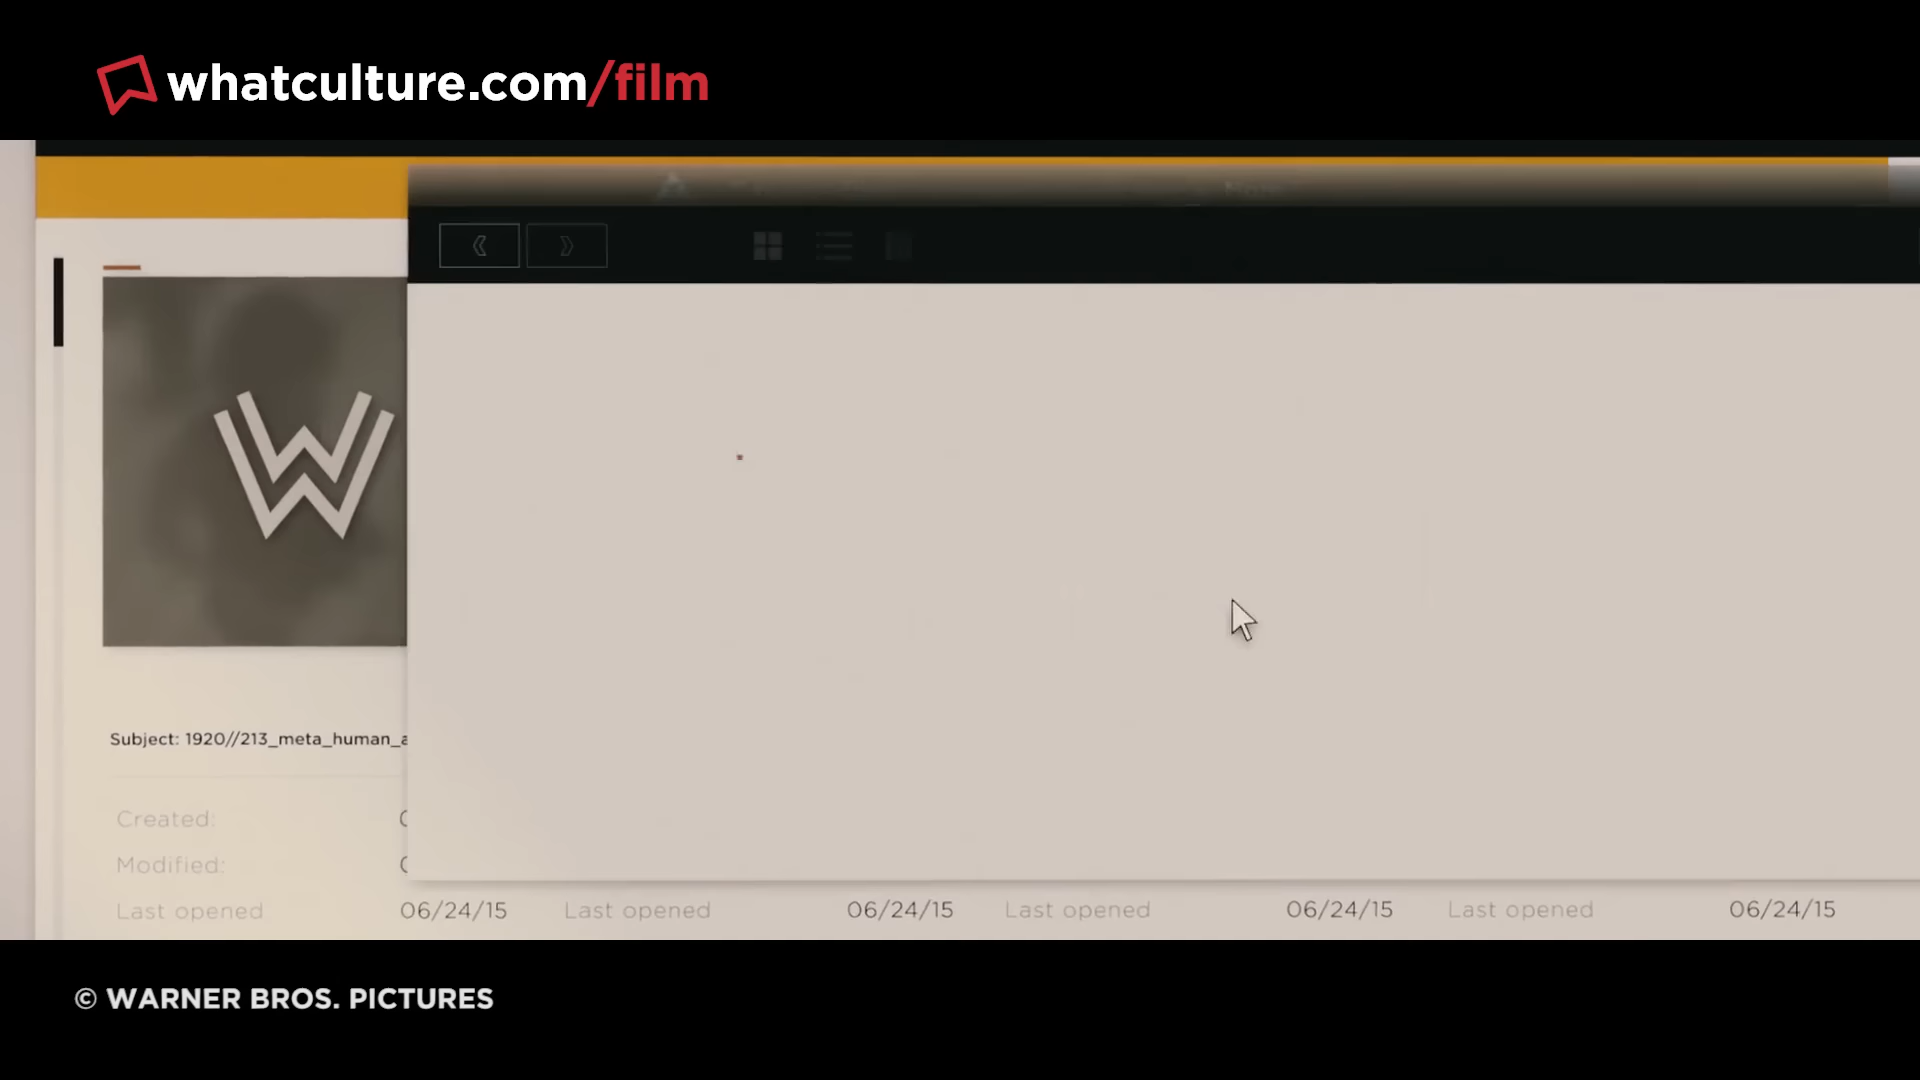 whatculture.com/film
Subject: 1920//213_meta_human_a
Created:
Modified:
Last opened 06/24/15 Last opened 06/24/15 Last opened 06/24/15 Last opened 06/24/15
© WARNER BROS. PICTURES